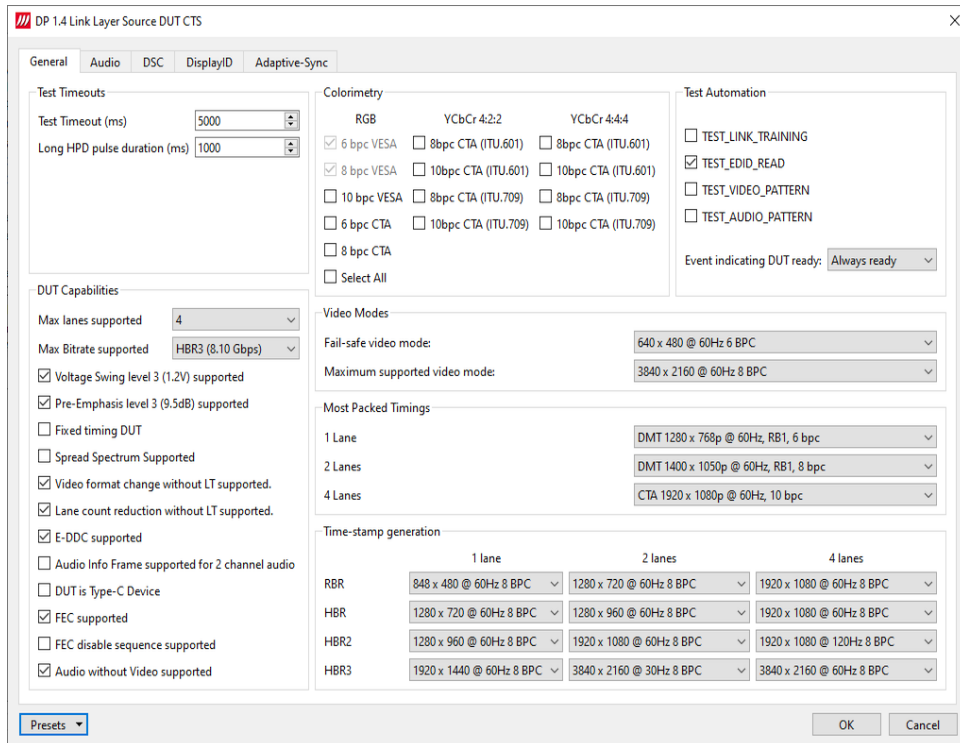 DP 1.4 Link Layer Source DUT CTS
General
Audio
DSC
DisplayID
Adaptive-Sync
Test Timeouts
Test Timeout (ms) 5000
Long HPD pulse duration (ms) 1000
Colorimetry
RGB YCbCr 4:2:2 YCbCr 4:4:4
6 bpc VESA 8bpc CTA (ITU.601) 8bpc CTA (ITU.601)
8 bpc VESA 10bpc CTA (ITU.601) 10bpc CTA (ITU.601)
10 bpc VESA 8bpc CTA (ITU.709) 8bpc CTA (ITU.709)
6 bpc CTA 10bpc CTA (ITU.709) 10bpc CTA (ITU.709)
8 bpc CTA
Select All
Test Automation
TEST_LINK_TRAINING
TEST_EDID_READ
TEST_VIDEO_PATTERN
TEST_AUDIO_PATTERN
Event indicating DUT ready: Always ready
DUT Capabilities
Max lanes supported 4
Max Bitrate supported HBR3 (8.10 Gbps)
Voltage Swing level 3 (1.2V) supported
Pre-Emphasis level 3 (9.5dB) supported
Fixed timing DUT
Spread Spectrum Supported
Video format change without LT supported.
Lane count reduction without LT supported.
E-DDC supported
Audio Info Frame supported for 2 channel audio
DUT is Type-C Device
FEC supported
FEC disable sequence supported
Audio without Video supported
Video Modes
Fail-safe video mode: 640 x 480 @ 60Hz 6 BPC
Maximum supported video mode: 3840 x 2160 @ 60Hz 8 BPC
Most Packed Timings
1 Lane DMT 1280 x 768p @ 60Hz, RB1, 6 bpc
2 Lanes DMT 1400 x 1050p @ 60Hz, RB1, 8 bpc
4 Lanes CTA 1920 x 1080p @ 60Hz, 10 bpc
Time-stamp generation
1 lane 2 lanes 4 lanes
RBR 848 x 480 @ 60Hz 8 BPC 1280 x 720 @ 60Hz 8 BPC 1920 x 1080 @ 60Hz 8 BPC
HBR 1280 x 720 @ 60Hz 8 BPC 1280 x 960 @ 60Hz 8 BPC 1920 x 1080 @ 60Hz 8 BPC
HBR2 1280 x 960 @ 60Hz 8 BPC 1920 x 1080 @ 60Hz 8 BPC 1920 x 1080 @ 120Hz 8 BPC
HBR3 1920 x 1440 @ 60Hz 8 BPC 3840 x 2160 @ 30Hz 8 BPC 3840 x 2160 @ 60Hz 8 BPC
Presets
OK
Cancel